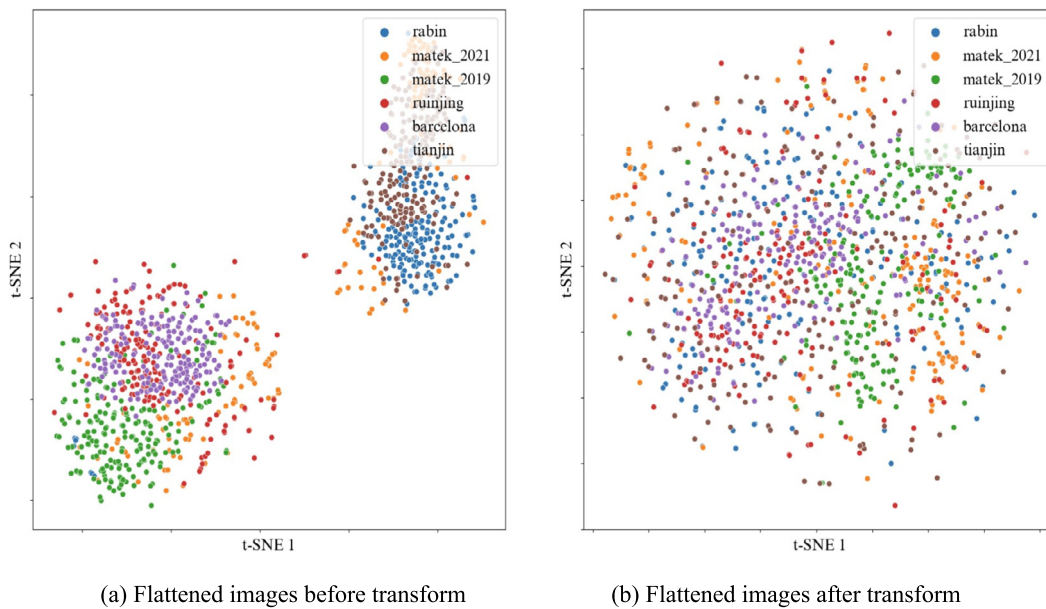 rabin
matek_2021
matek_2019
ruinjing
barcelona
tianjin
t-SNE 2
t-SNE 1
(a) Flattened images before transform
rabin
matek_2021
matek_2019
ruinjing
barcelona
tianjin
t-SNE 2
t-SNE 1
(b) Flattened images after transform